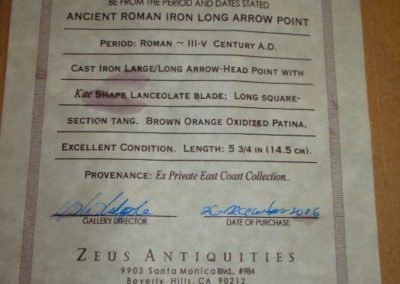 BE FROM THE PERIOD AND DATES STATED
ANCIENT ROMAN IRON LONG ARROW POINT
PERIOD: ROMAN ~ III-V CENTURY A.D.
CAST IRON LARGE/LONG ARROW-HEAD POINT WITH
Kite SHAPE LANCEOLATE BLADE; LONG SQUARE-
SECTION TANG. BROWN ORANGE OXIDIZED PATINA.
EXCELLENT CONDITION. LENGTH: 5 3/4 IN (14.5 CM).
PROVENANCE: Ex Private East Coast Collection..
GALLERY DIRECTOR DATE OF PURCHASE
ZEUS ANTIQUITIES
9903 Santa Monica Blvd., #984
Beverly Hills, CA 90212